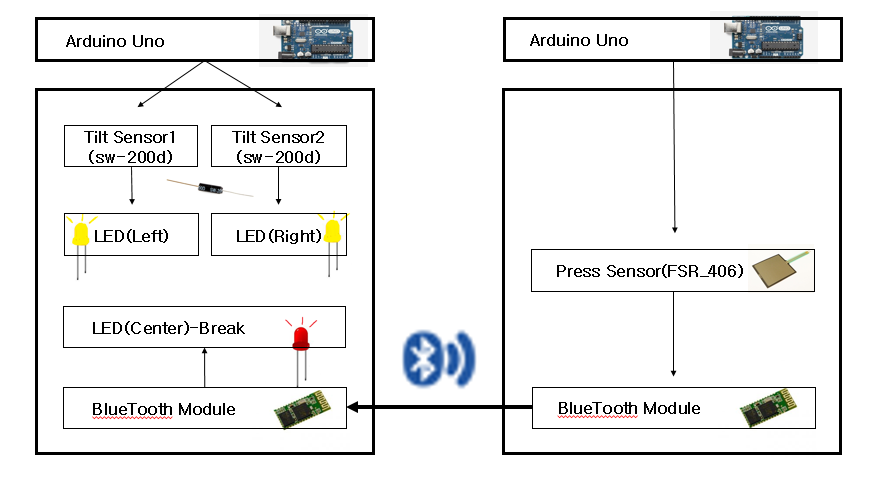 Arduino Uno
Tilt Sensor1
(sw-200d)
Tilt Sensor2
(sw-200d)
LED(Left)
LED(Right)
LED(Center)-Break
BlueTooth Module
Arduino Uno
Press Sensor(FSR_406)
BlueTooth Module